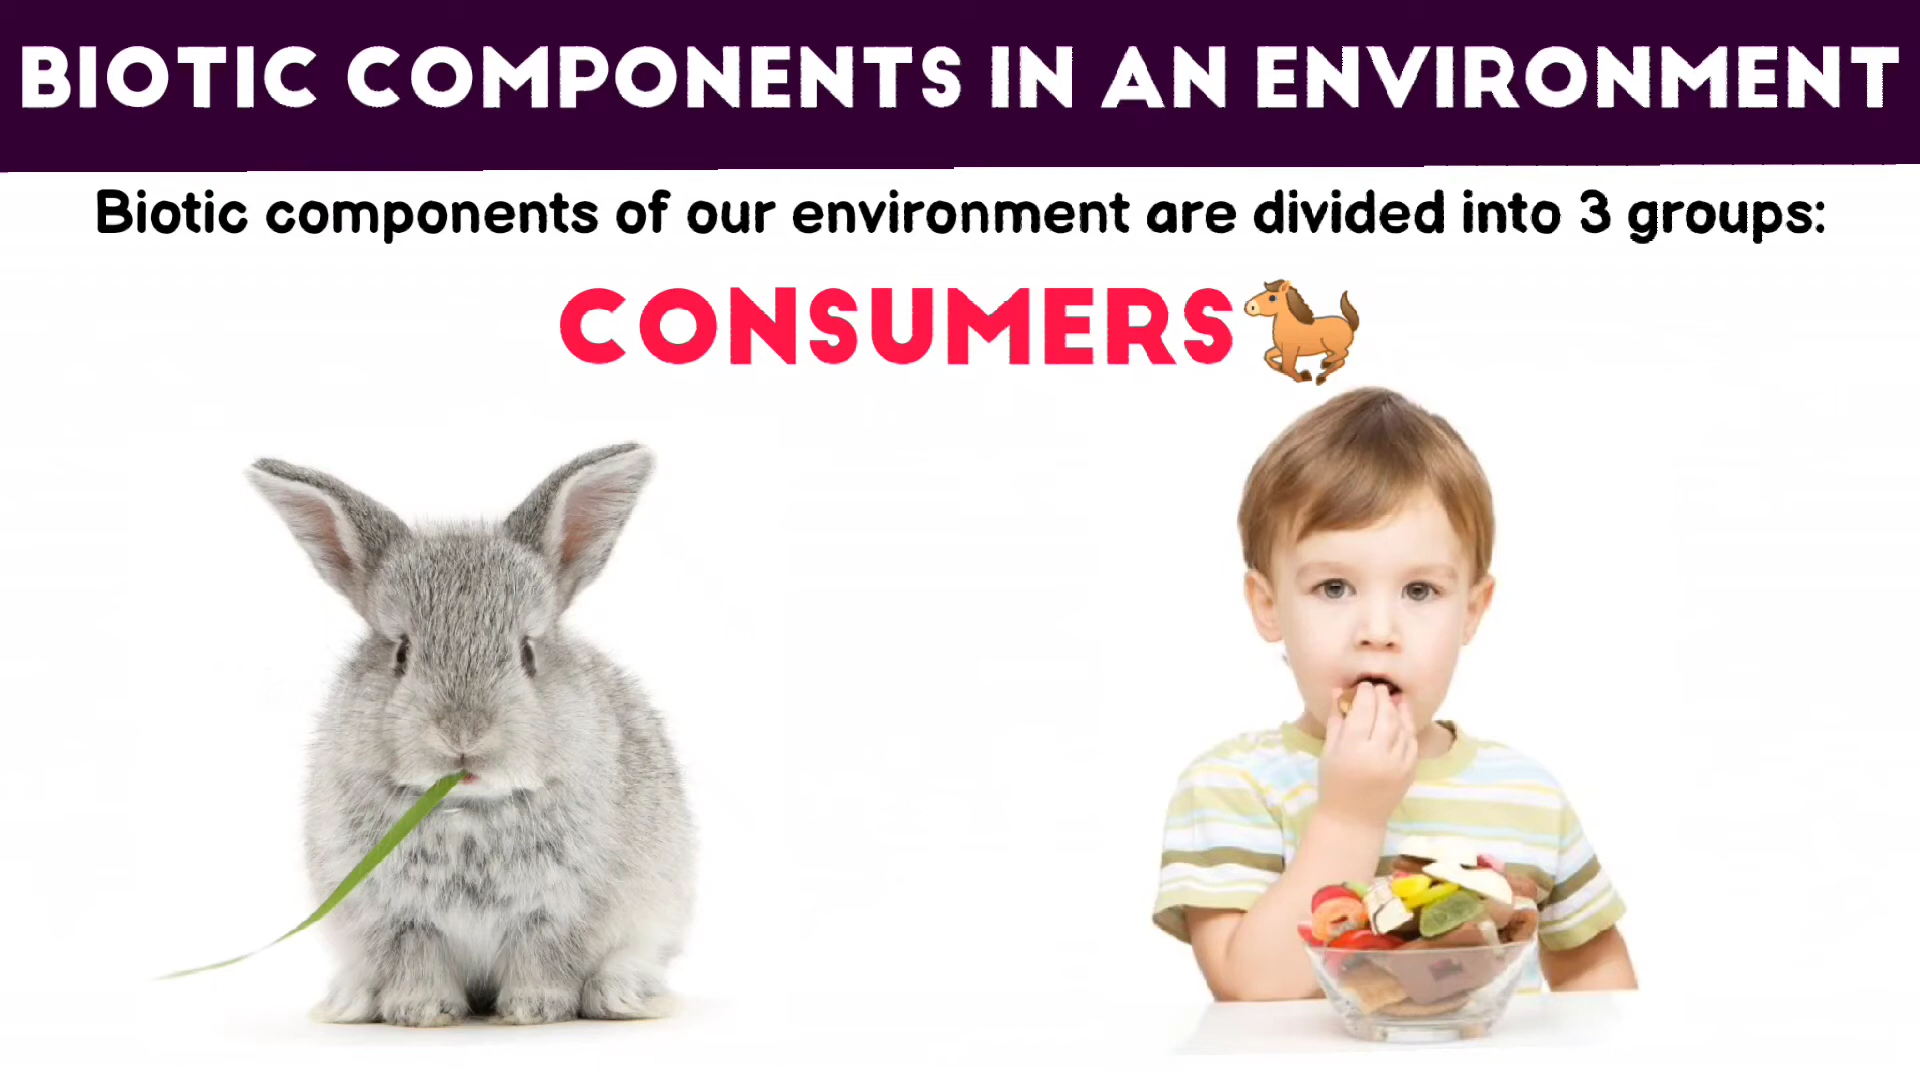 BIOTIC COMPONENTS IN AN ENVIRONMENT
Biotic components of our environment are divided into 3 groups:
CONSUMERS